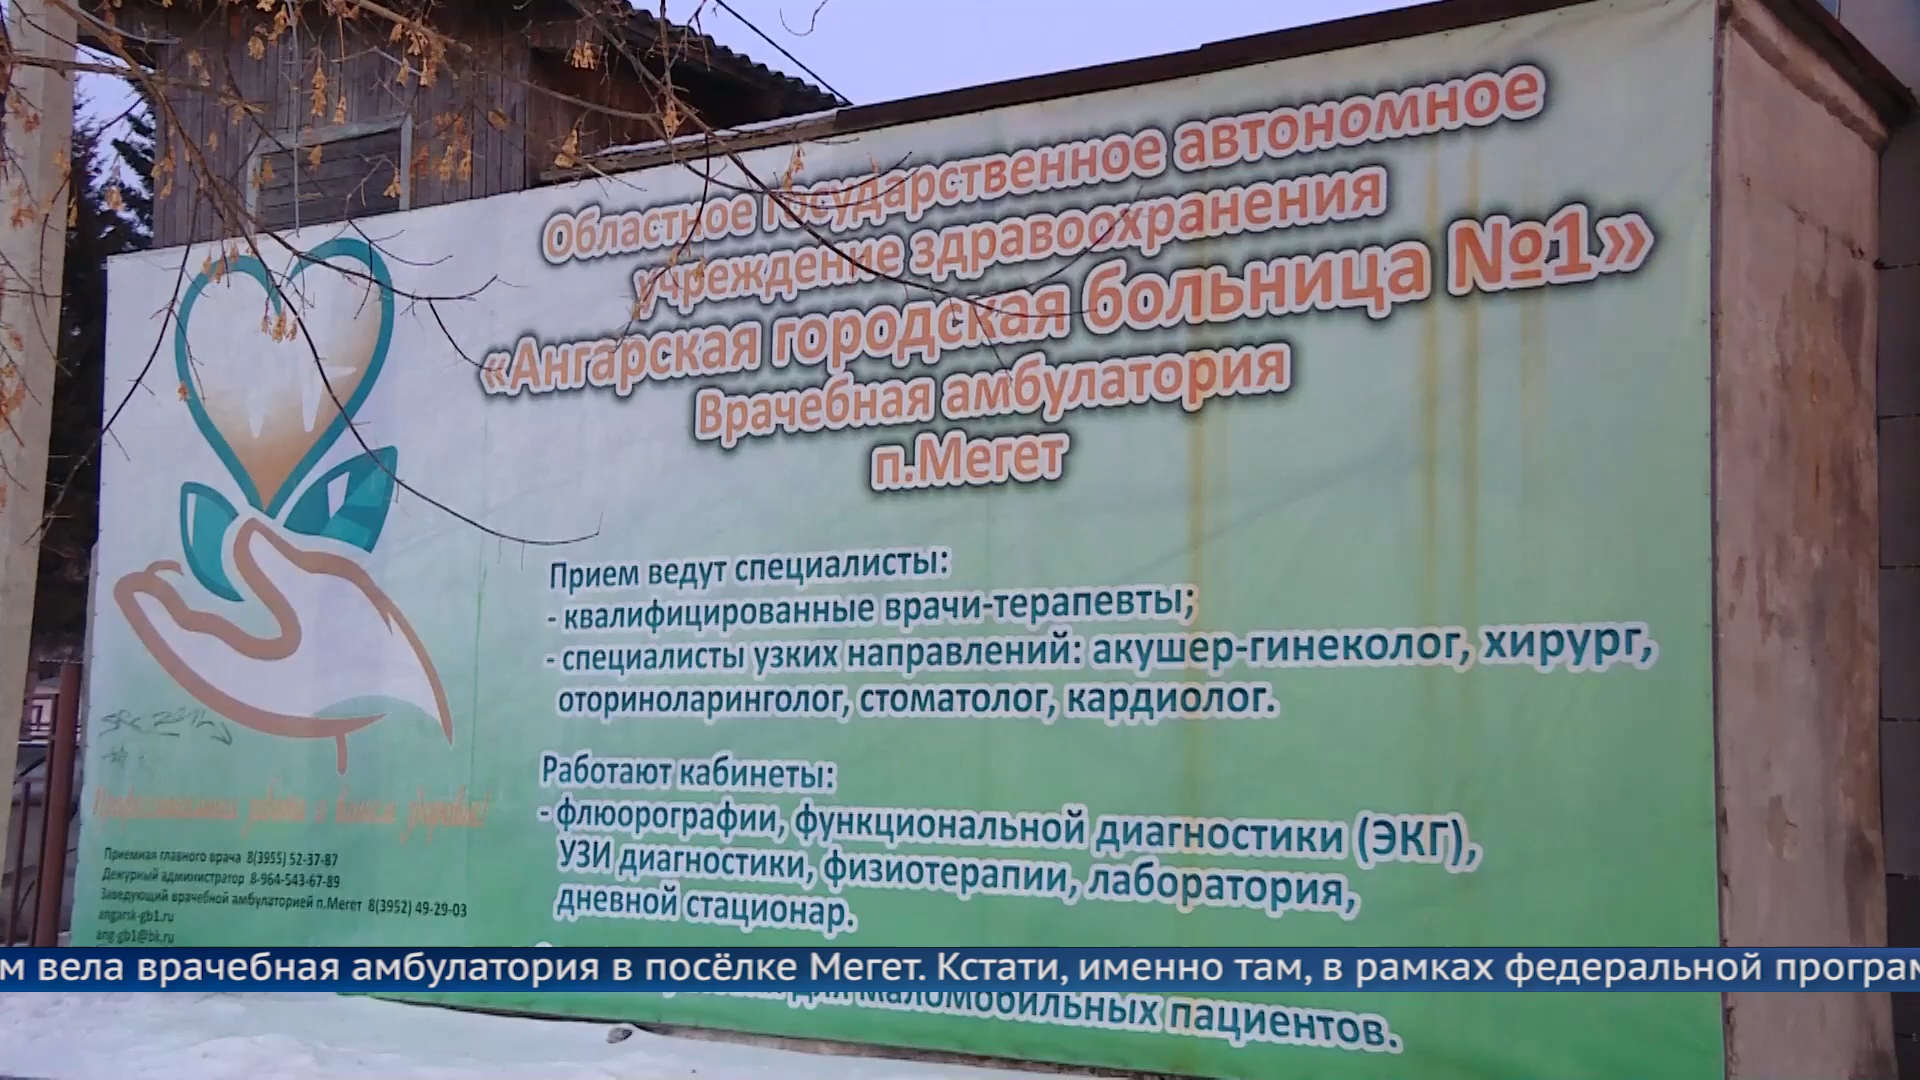 Областное государственное автономное
учреждение здравоохранения
«Ангарская городская больница №1»
Врачебная амбулатория
п.Мегет
Прием ведут специалисты:
- квалифицированные врачи-терапевты;
- специалисты узких направлений: акушер-гинеколог, хирург,
оториноларинголог, стоматолог, кардиолог.
Работают кабинеты:
- флюорографии, функциональной диагностики (ЭКГ),
УЗИ диагностики, физиотерапии, лаборатория,
дневной стационар.
маломобильных пациентов.
Приемная главного врача 8(3955) 52-37-87
Дежурный администратор 8-964-543-67-89
Заведующий врачебной амбулаторией п.Мегет 8(3952) 49-29-03
angarsk-gb1.ru
ang-gb1@bk.ru
м вела врачебная амбулатория в посёлке Мегет. Кстати, именно там, в рамках федеральной програм